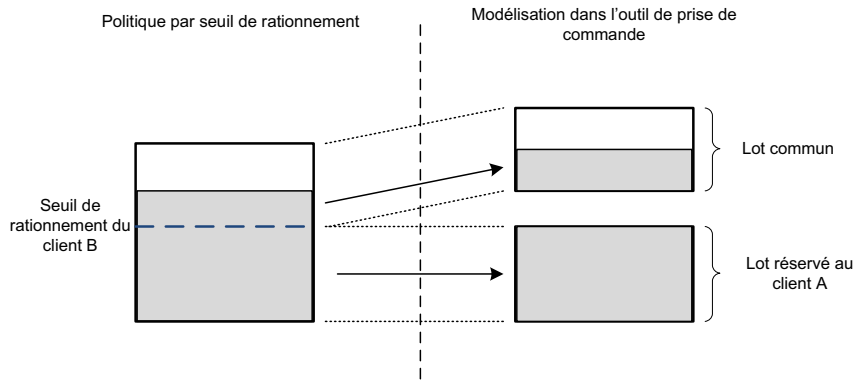 Politique par seuil de rationnement
Modélisation dans l’outil de prise de
commande
Seuil de
rationnement du
client B
Lot commun
Lot réservé au
client A